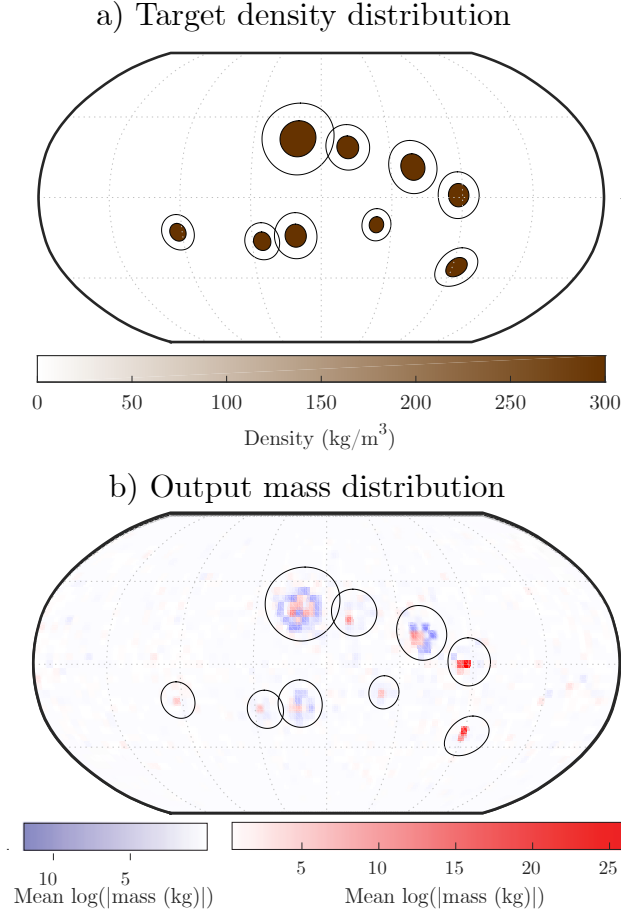 a) Target density distribution
0 50 100 150 200 250 300
Density (kg/m³)
b) Output mass distribution
10 5 5 10 15 20 25
Mean log(|mass (kg)|) Mean log(|mass (kg)|)